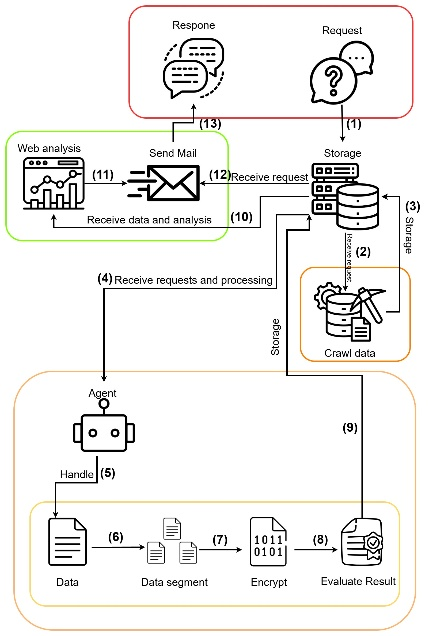 Respone
Request
(13)
(1)
Web analysis
Send Mail
Storage
(11)
(12)
Receive request
(3)
Storage
Receive data and analysis
(10)
(2)
Receive request
(4)
Receive requests and processing
Storage
Crawl data
Agent
(9)
Handle
(5)
(6)
(7)
1011
0101
(8)
Data
Data segment
Encrypt
Evaluate Result